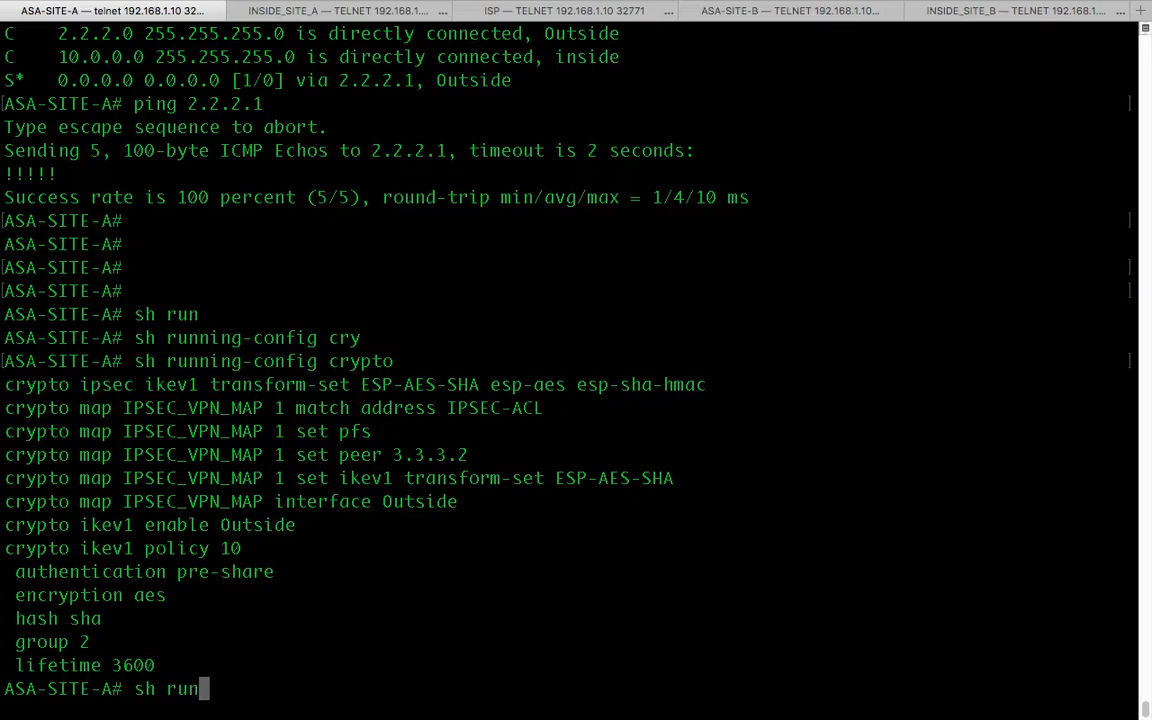 ASA-SITE-A — telnet 192.168.1.10 32... INSIDE_SITE_A — TELNET 192.168.1.... ... ISP — TELNET 192.168.1.10 32771 ... ASA-SITE-B — TELNET 192.168.1.10... INSIDE_SITE_B — TELNET 192.168.1.... ... +
C    2.2.2.0 255.255.255.0 is directly connected, Outside
C    10.0.0.0 255.255.255.0 is directly connected, inside
S*   0.0.0.0 0.0.0.0 [1/0] via 2.2.2.1, Outside
[ASA-SITE-A# ping 2.2.2.1 ]
Type escape sequence to abort.
Sending 5, 100-byte ICMP Echos to 2.2.2.1, timeout is 2 seconds:
!!!!!
Success rate is 100 percent (5/5), round-trip min/avg/max = 1/4/10 ms
[ASA-SITE-A# ]
ASA-SITE-A#
[ASA-SITE-A# ]
[ASA-SITE-A# ]
ASA-SITE-A# sh run
ASA-SITE-A# sh running-config cry
[ASA-SITE-A# sh running-config crypto ]
crypto ipsec ikev1 transform-set ESP-AES-SHA esp-aes esp-sha-hmac
crypto map IPSEC_VPN_MAP 1 match address IPSEC-ACL
crypto map IPSEC_VPN_MAP 1 set pfs
crypto map IPSEC_VPN_MAP 1 set peer 3.3.3.2
crypto map IPSEC_VPN_MAP 1 set ikev1 transform-set ESP-AES-SHA
crypto map IPSEC_VPN_MAP interface Outside
crypto ikev1 enable Outside
crypto ikev1 policy 10
 authentication pre-share
 encryption aes
 hash sha
 group 2
 lifetime 3600
ASA-SITE-A# sh run